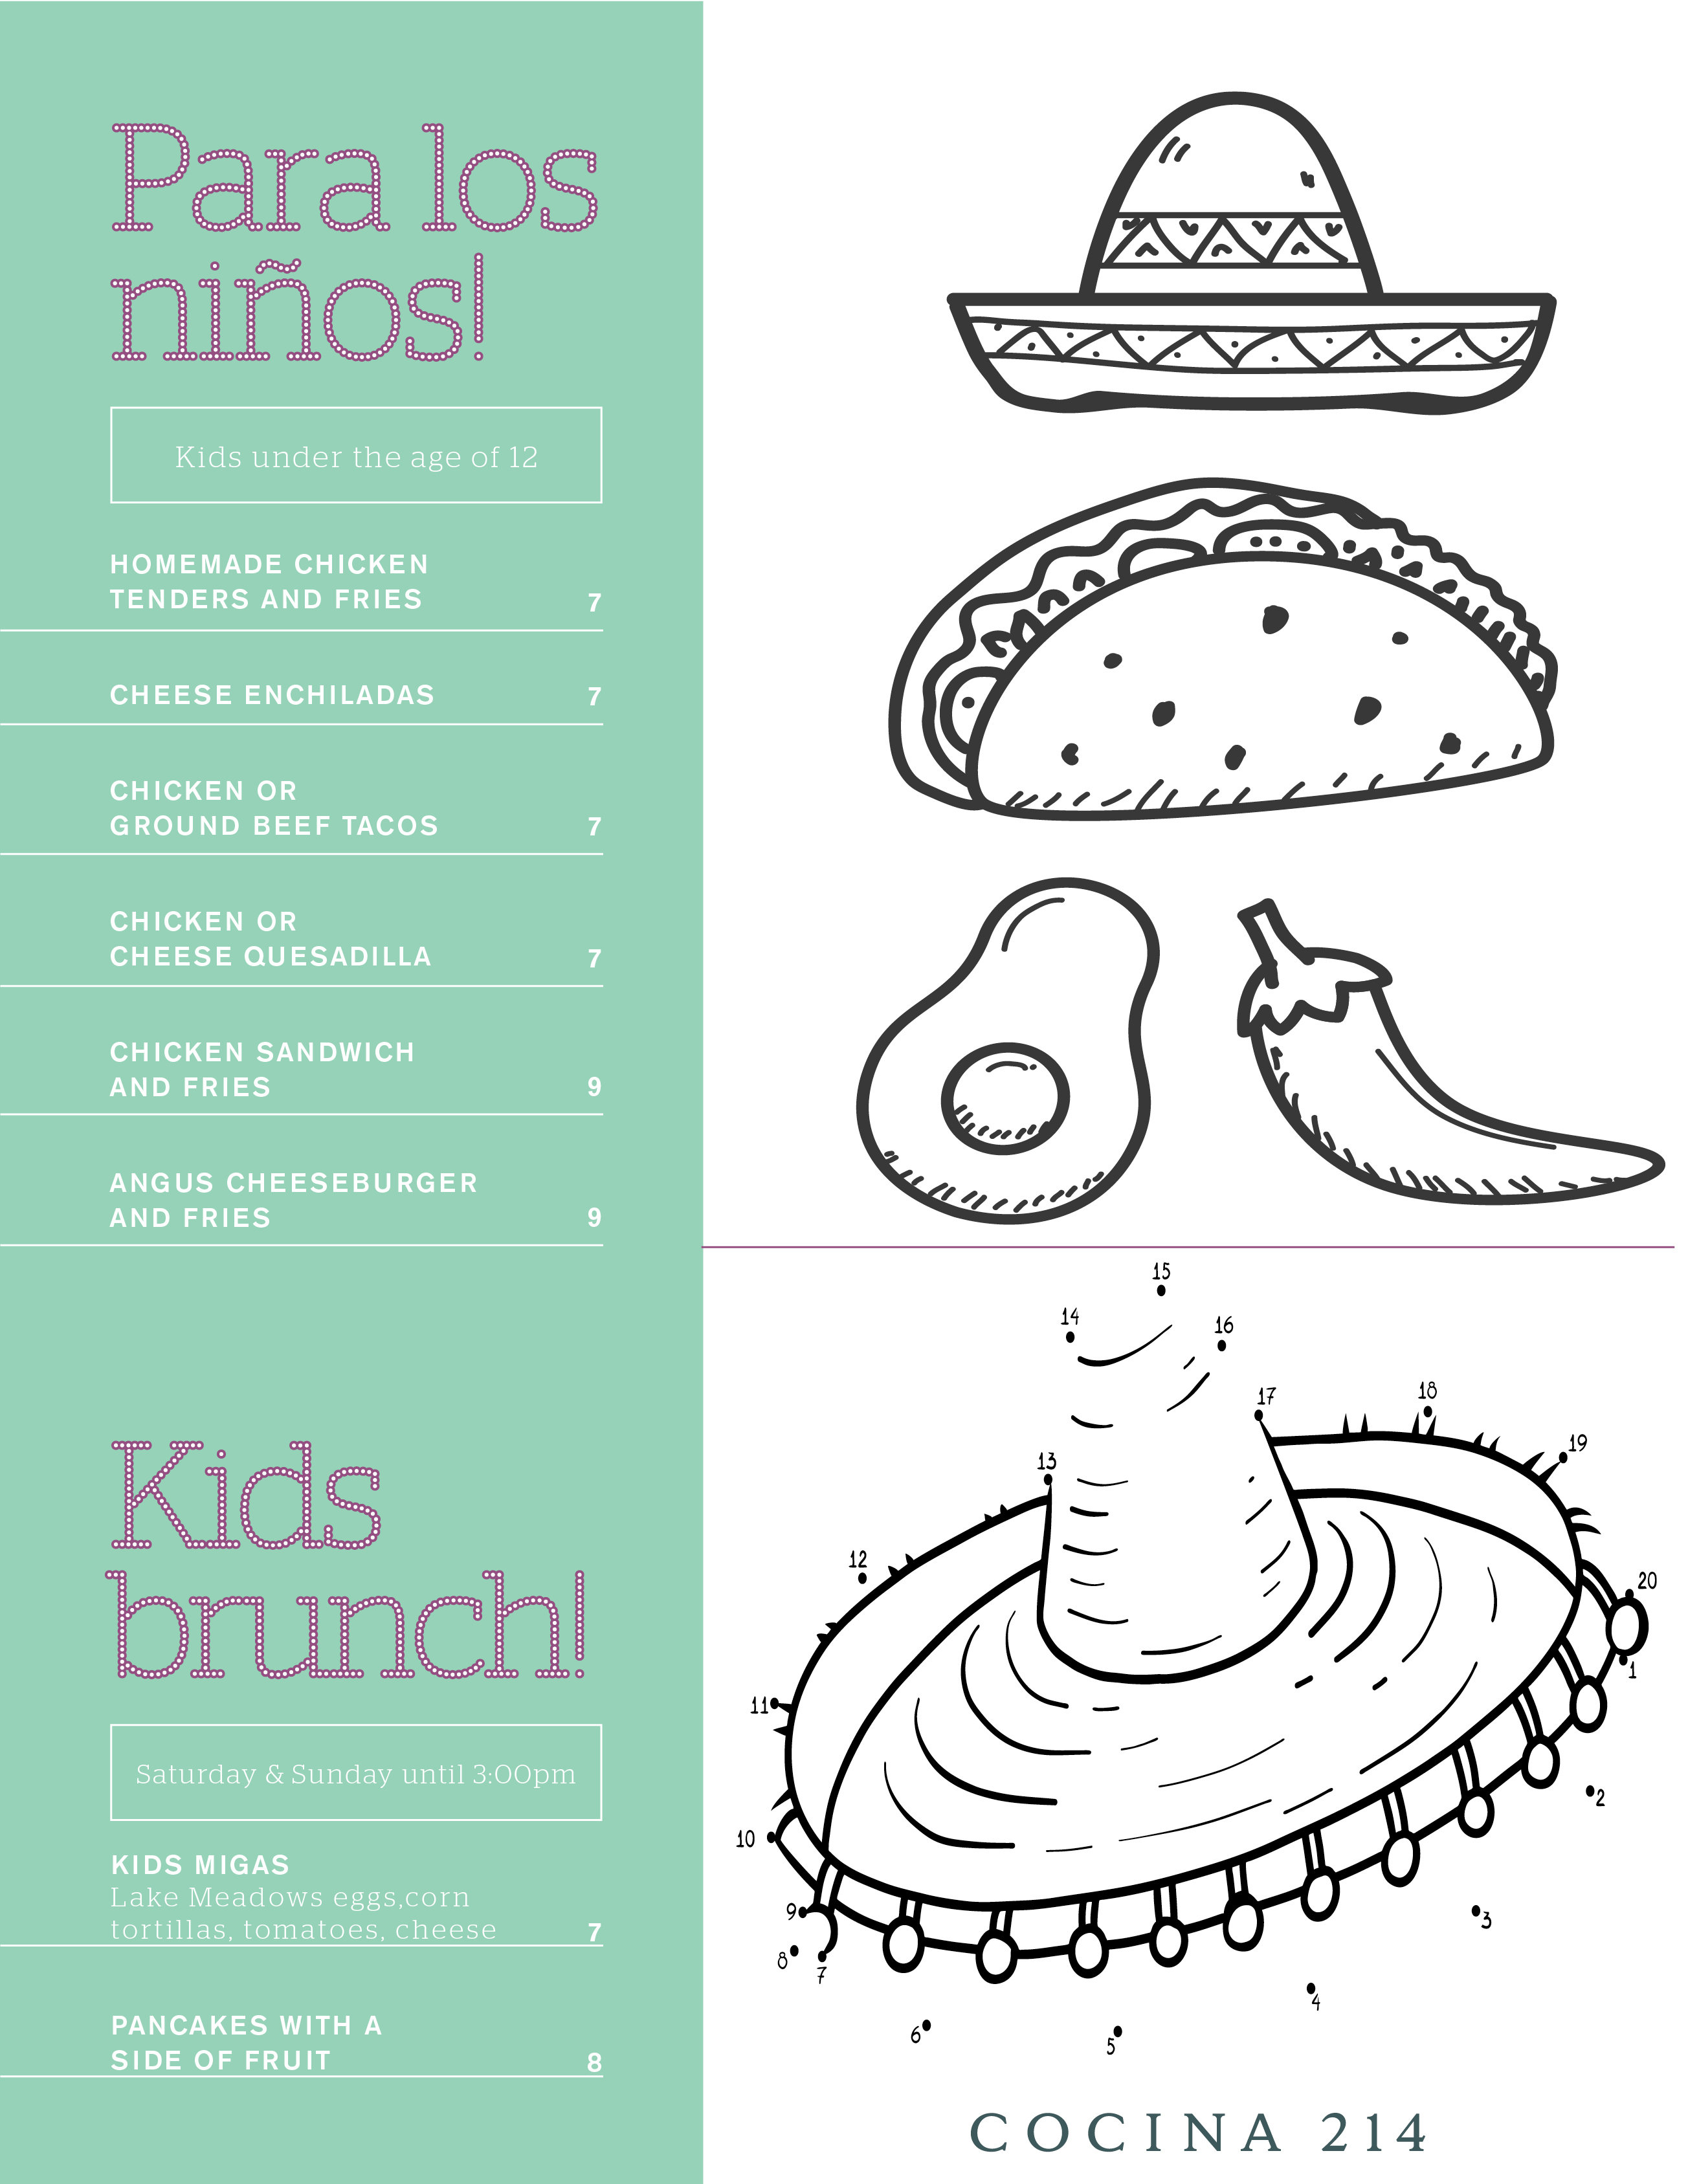 Para los
niños!
Kids under the age of 12
HOMEMADE CHICKEN
TENDERS AND FRIES 7
CHEESE ENCHILADAS 7
CHICKEN OR
GROUND BEEF TACOS 7
CHICKEN OR
CHEESE QUESADILLA 7
CHICKEN SANDWICH
AND FRIES 9
ANGUS CHEESEBURGER
AND FRIES 9
Kids
brunch!
Saturday & Sunday until 3:00pm
KIDS MIGAS
Lake Meadows eggs,corn
tortillas, tomatoes, cheese 7
PANCAKES WITH A
SIDE OF FRUIT 8
15
14
16
17
18
19
13
12
20
1
11
2
10
9
3
8
7
4
6
5
COCINA 214